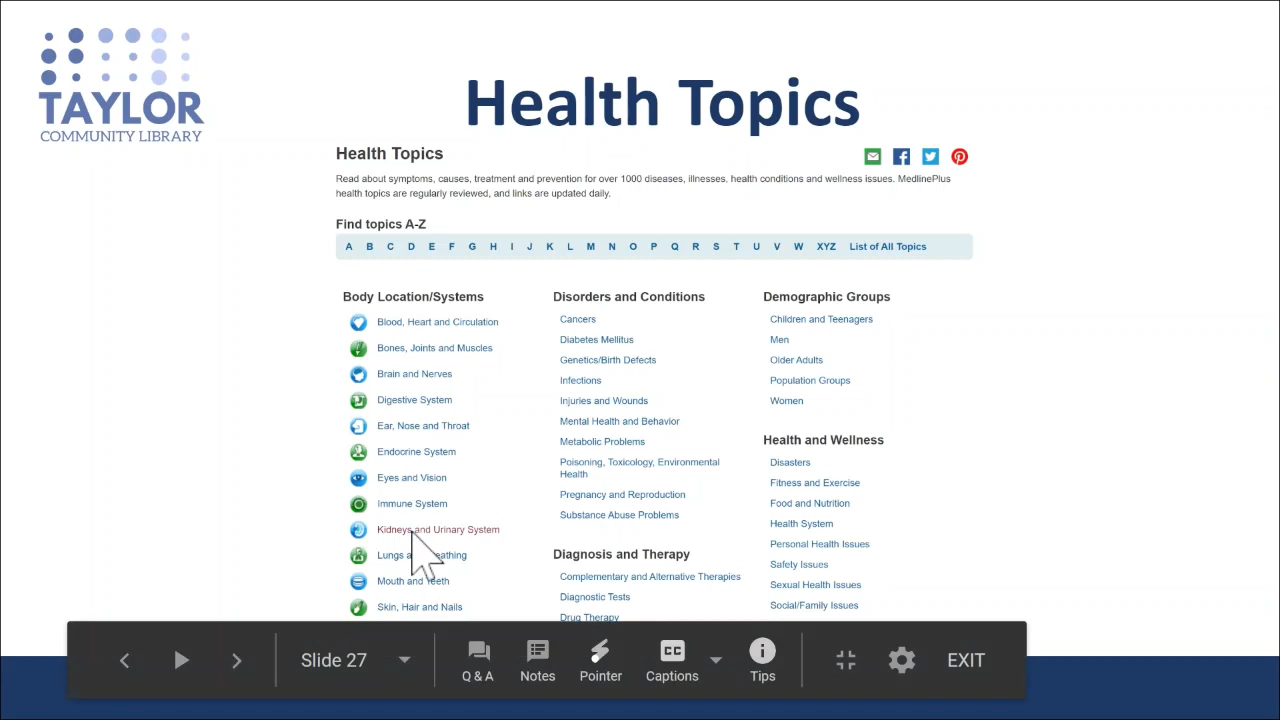 TAYLOR
COMMUNITY LIBRARY
Health Topics
Health Topics
Read about symptoms, causes, treatment and prevention for over 1000 diseases, illnesses, health conditions and wellness issues. MedlinePlus
health topics are regularly reviewed, and links are updated daily.
Find topics A-Z
A B C D E F G H I J K L M N O P Q R S T U V W XYZ List of All Topics
Body Location/Systems
Blood, Heart and Circulation
Bones, Joints and Muscles
Brain and Nerves
Digestive System
Ear, Nose and Throat
Endocrine System
Eyes and Vision
Immune System
Kidneys and Urinary System
Lungs and Breathing
Mouth and Teeth
Skin, Hair and Nails
Disorders and Conditions
Cancers
Diabetes Mellitus
Genetics/Birth Defects
Infections
Injuries and Wounds
Mental Health and Behavior
Metabolic Problems
Poisoning, Toxicology, Environmental
Health
Pregnancy and Reproduction
Substance Abuse Problems
Diagnosis and Therapy
Complementary and Alternative Therapies
Diagnostic Tests
Drug Therapy
Demographic Groups
Children and Teenagers
Men
Older Adults
Population Groups
Women
Health and Wellness
Disasters
Fitness and Exercise
Food and Nutrition
Health System
Personal Health Issues
Safety Issues
Sexual Health Issues
Social/Family Issues
Slide 27
Q & A
Notes
Pointer
CC
Captions
Tips
EXIT